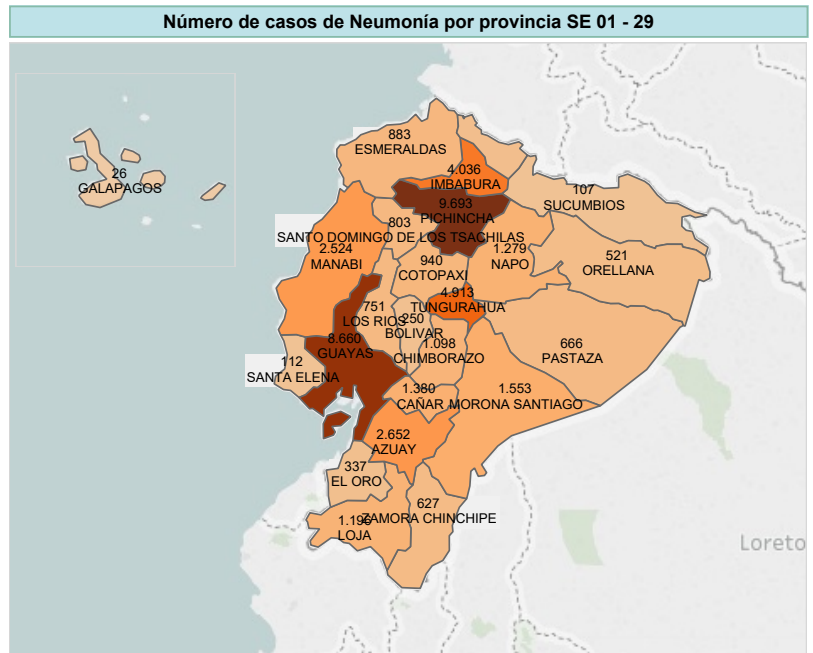 Número de casos de Neumonía por provincia SE 01 - 29
883
ESMERALDAS
26
GALAPAGOS
4.036
IMBABURA
107
SUCUMBIOS
9.693
PICHINCHA
803
SANTO DOMINGO DE LOS TSACHILAS
2.524
MANABI
1.279
NAPO
521
ORELLANA
940
COTOPAXI
4.913
TUNGURAHUA
751
LOS RIOS
250
BOLIVAR
8.660
GUAYAS
1.098
CHIMBORAZO
666
PASTAZA
112
SANTA ELENA
1.380
CAÑAR
1.553
MORONA SANTIAGO
2.652
AZUAY
337
EL ORO
627
ZAMORA CHINCHIPE
LOJA
Loreto